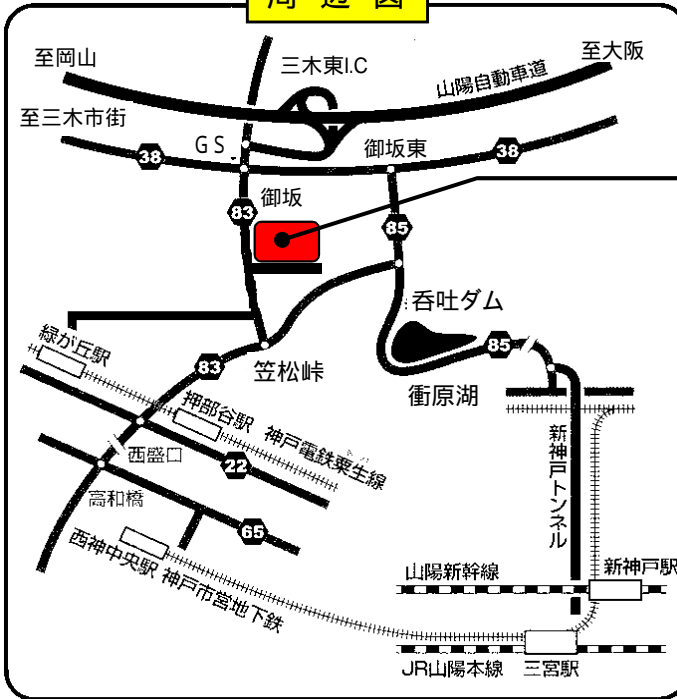 周辺図
至岡山
三木東I.C
至大阪
山陽自動車道
至三木市街
GS
御坂東
38
38
御坂
83
85
呑吐ダム
緑が丘駅
83
笠松峠
85
衝原湖
押部谷駅
神戸電鉄粟生線
西盛口
22
新神戸トンネル
高和橋
65
西神中央駅
神戸市営地下鉄
山陽新幹線
新神戸駅
JR山陽本線
三宮駅